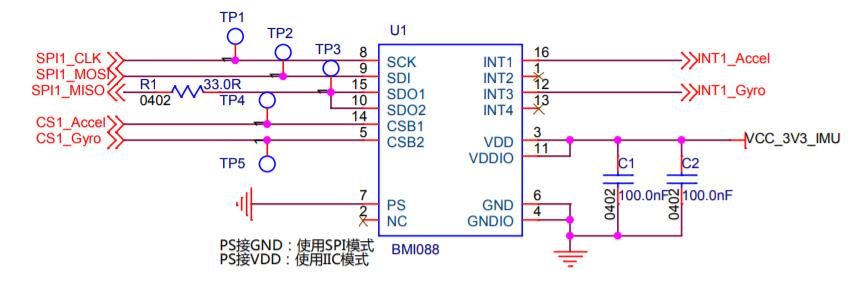 TP1
TP2
TP3
U1
SPI1_CLK 8 SCK INT1 16 INT1_Accel
SPI1_MOSI 9 SDI INT2 1
SPI1_MISO R1 33.0R 15 SDO1 INT3 12 INT1_Gyro
0402 TP4 10 SDO2 INT4 13
CS1_Accel 14 CSB1
CS1_Gyro 5 CSB2 VDD 3 VCC_3V3_IMU
TP5 VDDIO 11 C1 C2
100.0nF 100.0nF
0402 0402
7 PS GND 6
2 NC GNDIO 4
PS接GND：使用SPI模式
PS接VDD：使用IIC模式
BMI088